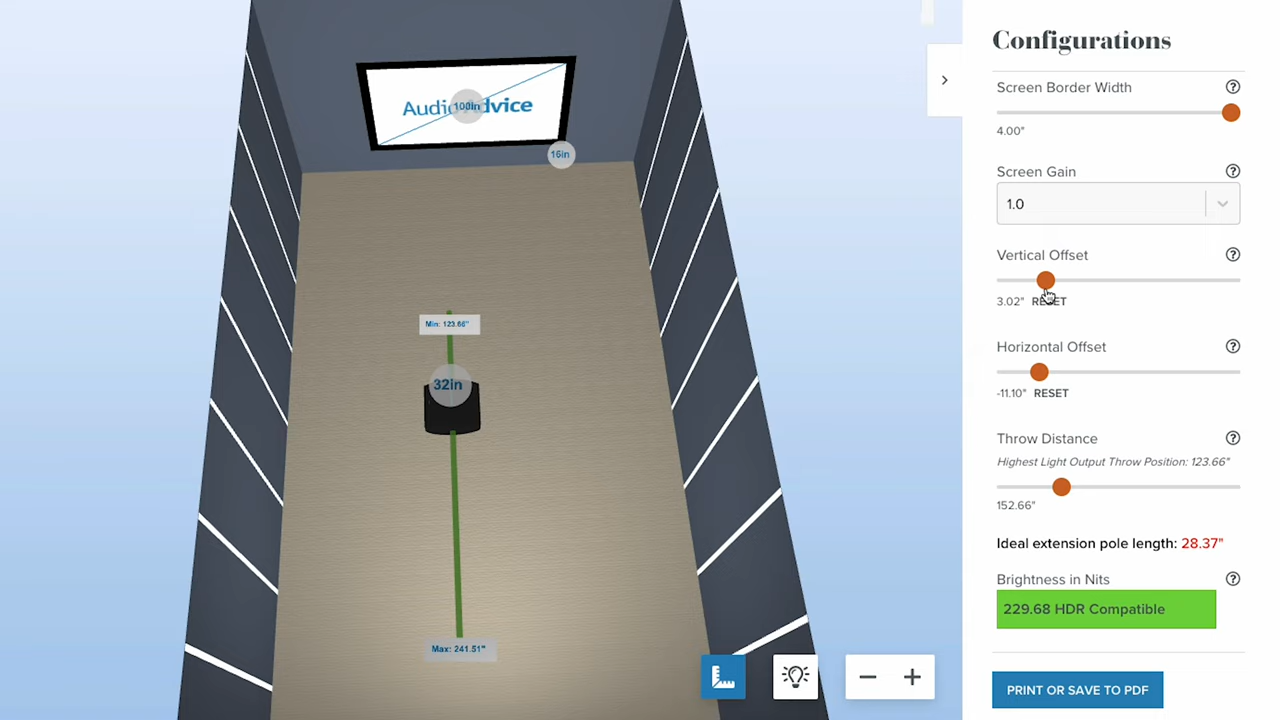 Configurations
Screen Border Width
4.00"
Screen Gain
1.0
Vertical Offset
3.02" RESET
Horizontal Offset
-11.10" RESET
Throw Distance
Highest Light Output Throw Position: 123.66"
152.66"
Ideal extension pole length: 28.37"
Brightness in Nits
229.68 HDR Compatible
PRINT OR SAVE TO PDF
Audio Advice
100in
16in
Min: 123.66"
32in
Max: 241.51"